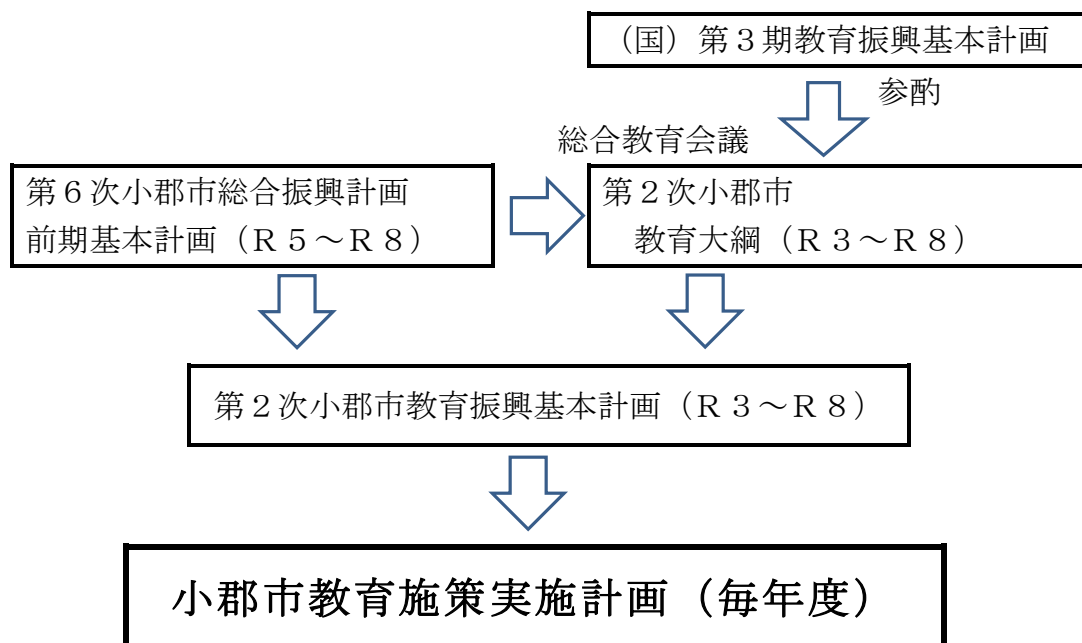 （国）第３期教育振興基本計画
参酌
総合教育会議
第６次小郡市総合振興計画
前期基本計画（Ｒ５～Ｒ８）
第２次小郡市
教育大綱（Ｒ３～Ｒ８）
第２次小郡市教育振興基本計画（Ｒ３～Ｒ８）
小郡市教育施策実施計画（毎年度）